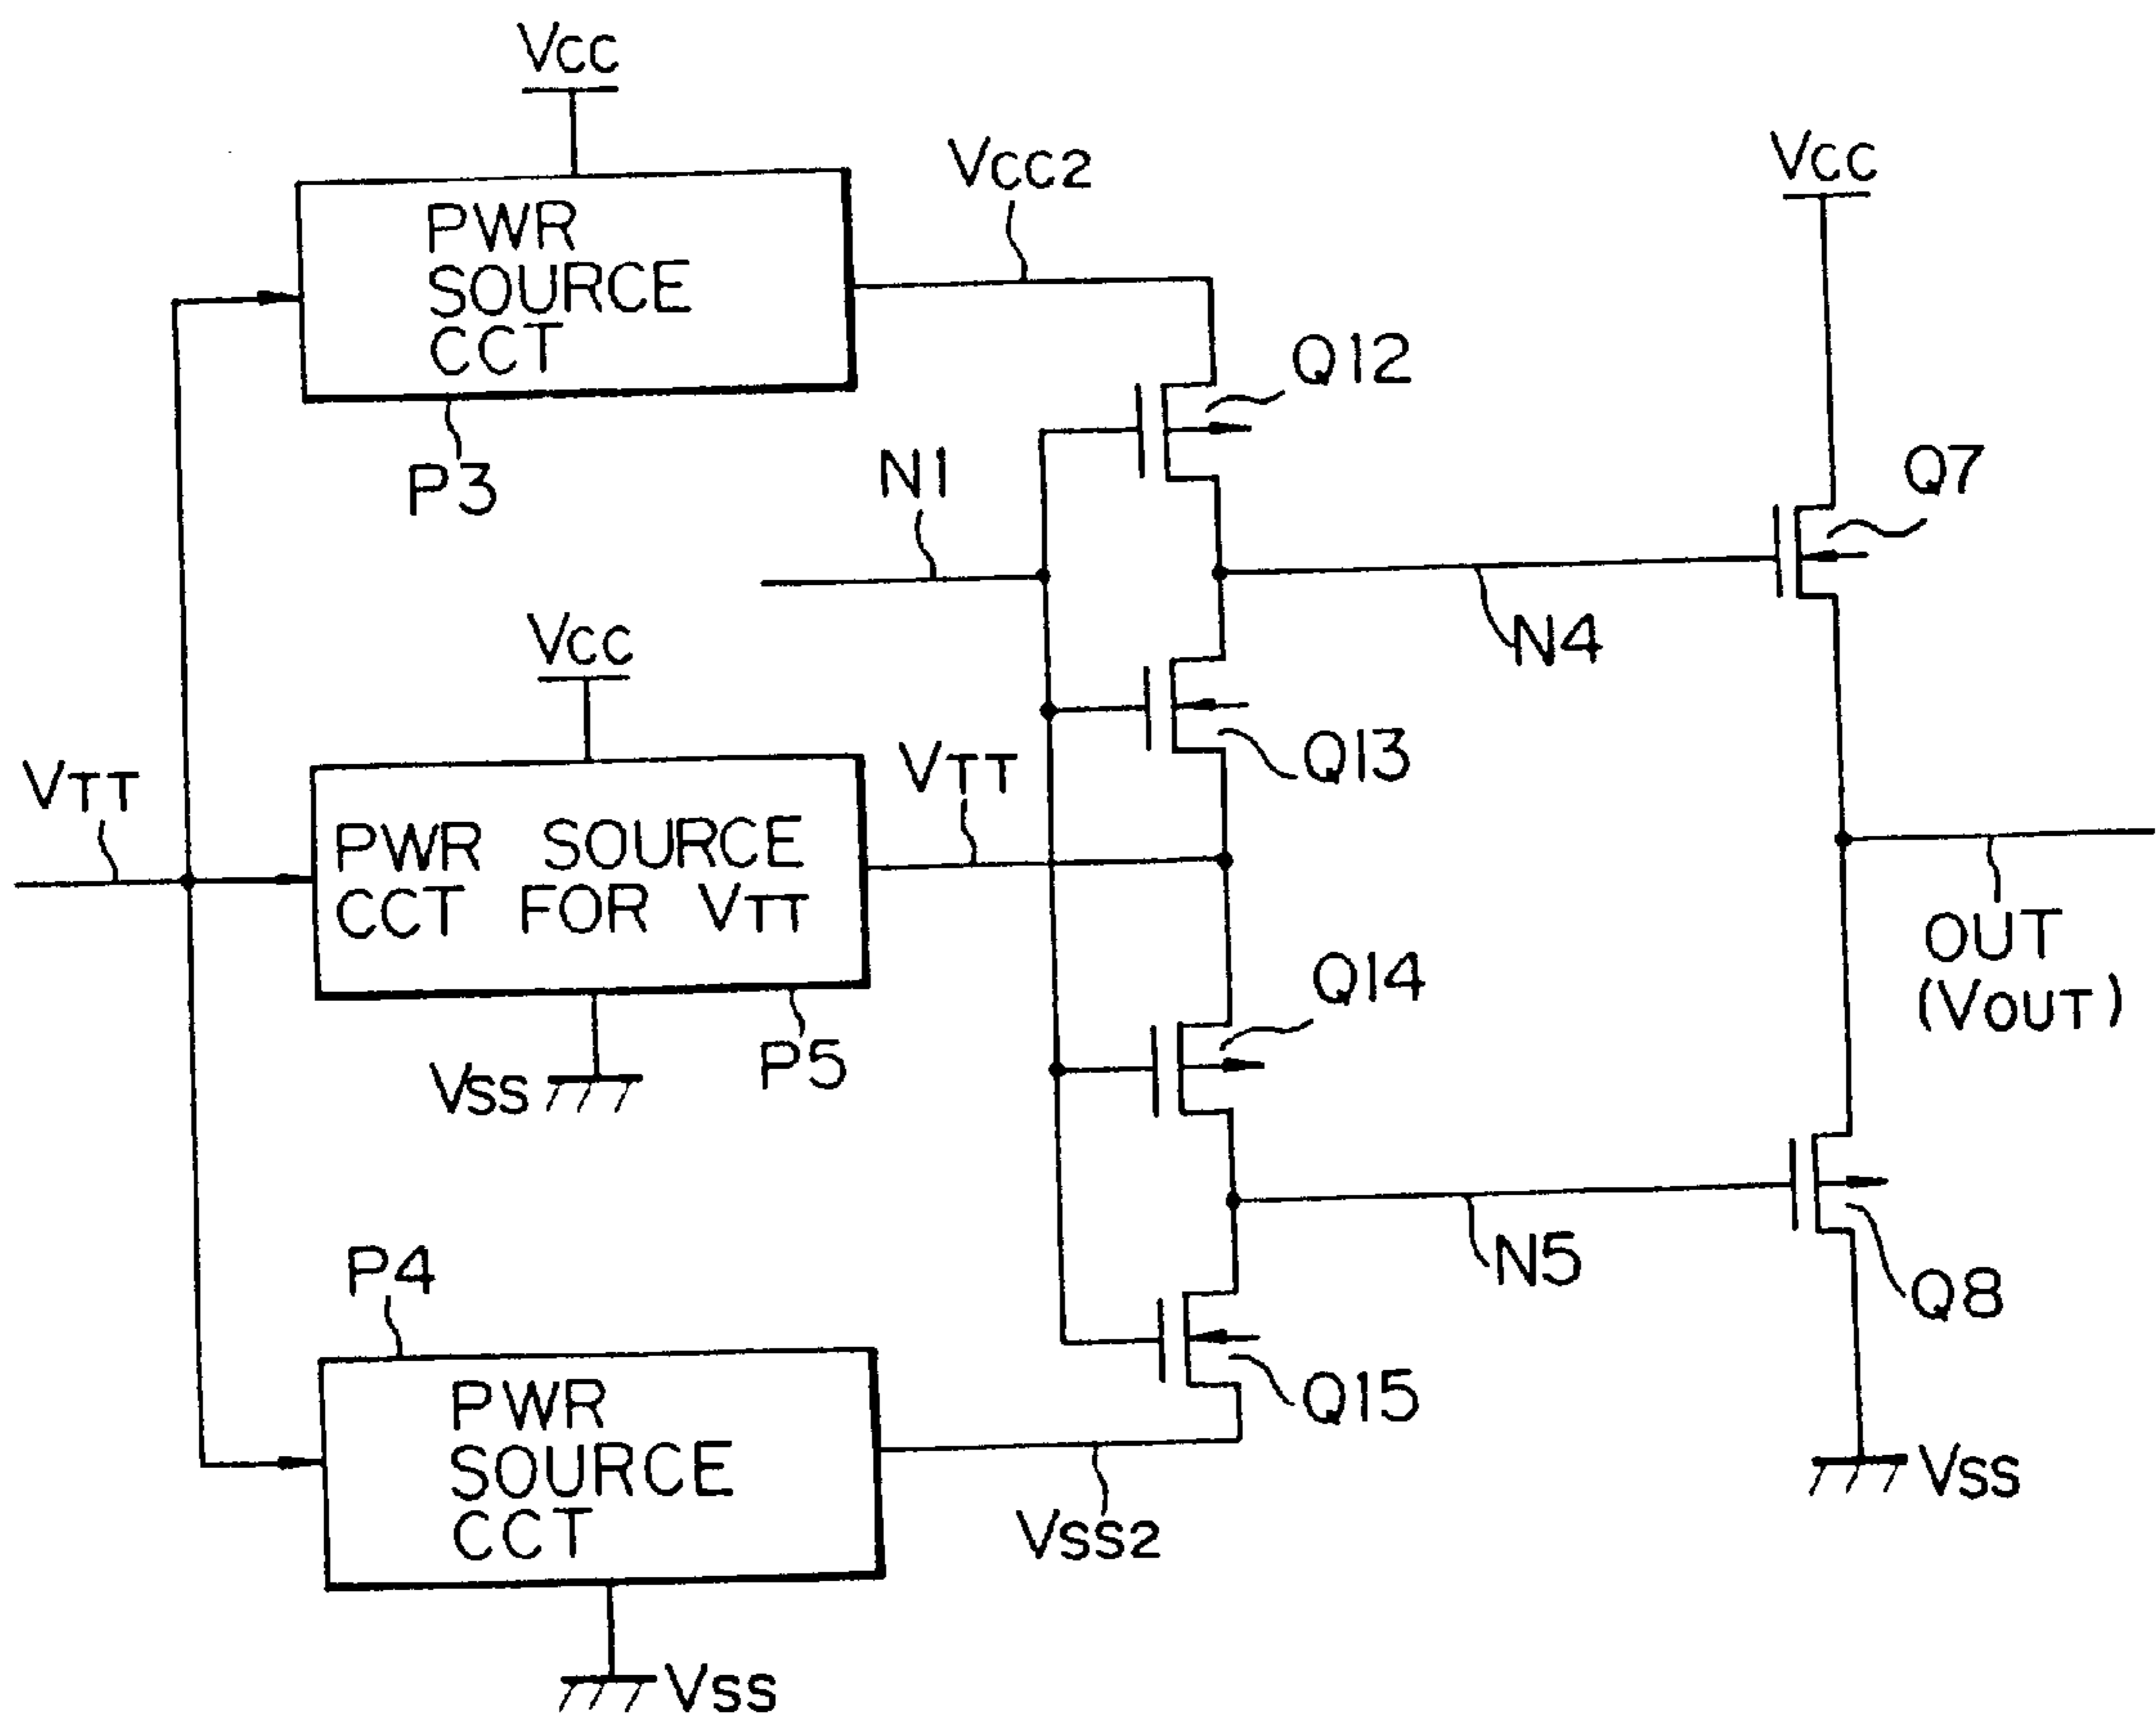 Vcc
PWR
SOURCE
CCT
P3
Vcc2
Q12
N1
Vcc
Q7
N4
Vcc
Q13
VTT
VTT
PWR SOURCE
CCT FOR VTT
P5
Vss
Q14
OUT
(VOUT)
N5
Q8
P4
PWR
SOURCE
CCT
Q15
Vss2
Vss
Vss